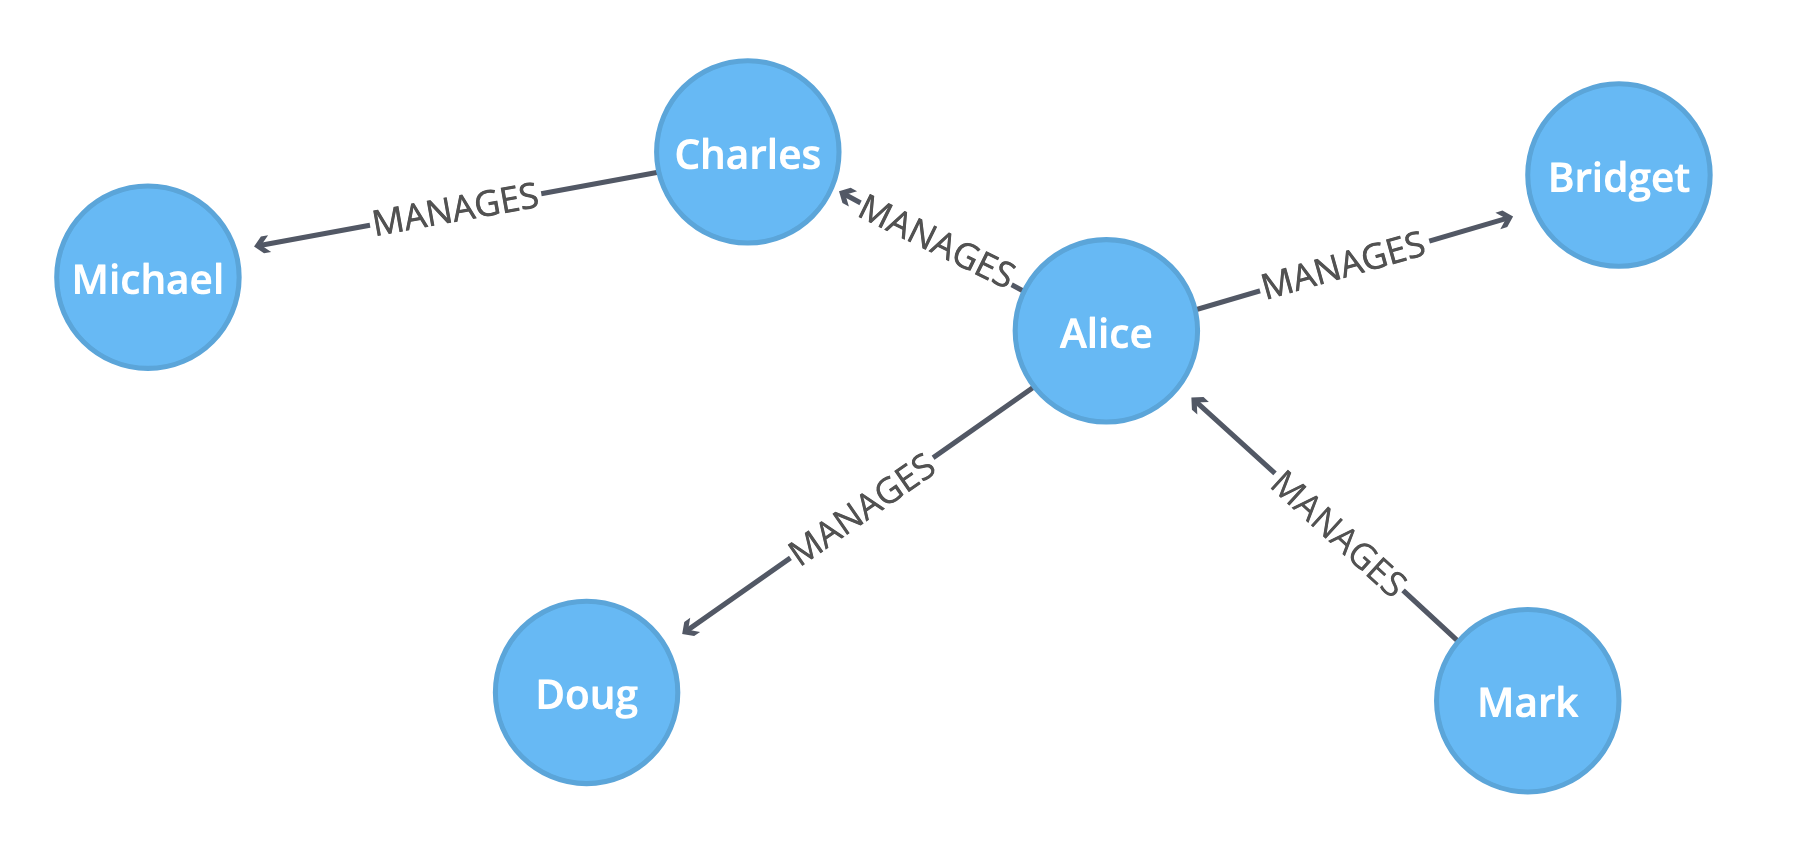 Charles
MANAGES
Michael
MANAGES
Bridget
MANAGES
Alice
MANAGES
MANAGES
Doug
Mark